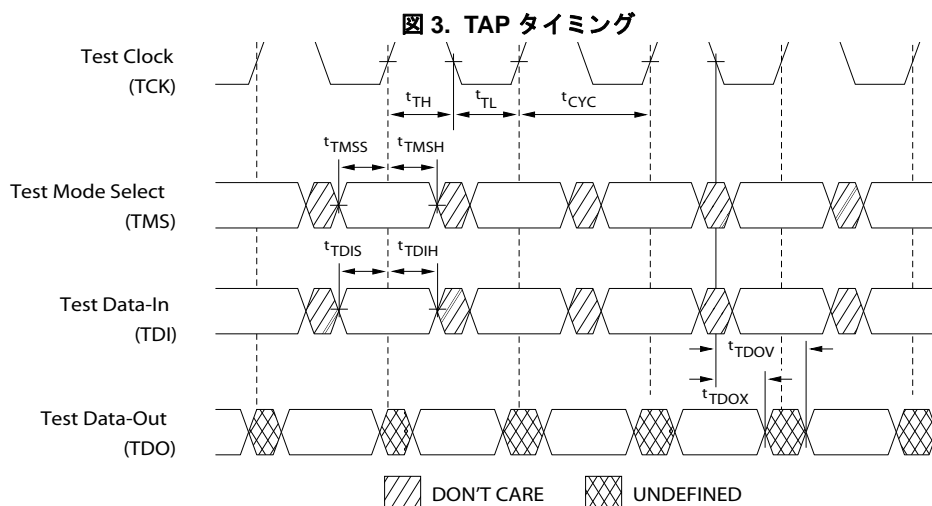 図 3. TAP タイミング
Test Clock
(TCK)
tTH
tTL
tCYC
tTMSS
tTMSH
Test Mode Select
(TMS)
tTDIS
tTDIH
Test Data-In
(TDI)
tTDOV
tTDOX
Test Data-Out
(TDO)
DON'T CARE
UNDEFINED